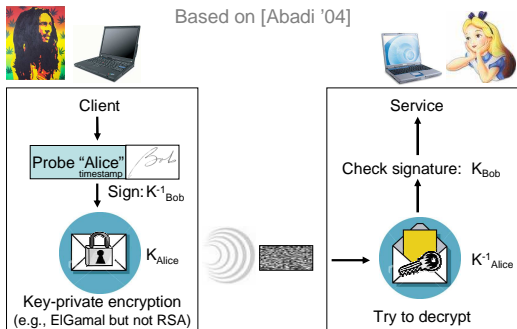 Based on [Abadi '04]
Client
Probe "Alice"
timestamp
Bob
Sign: K⁻¹Bob
KAlice
Key-private encryption
(e.g., ElGamal but not RSA)
Service
Check signature: KBob
K⁻¹Alice
Try to decrypt